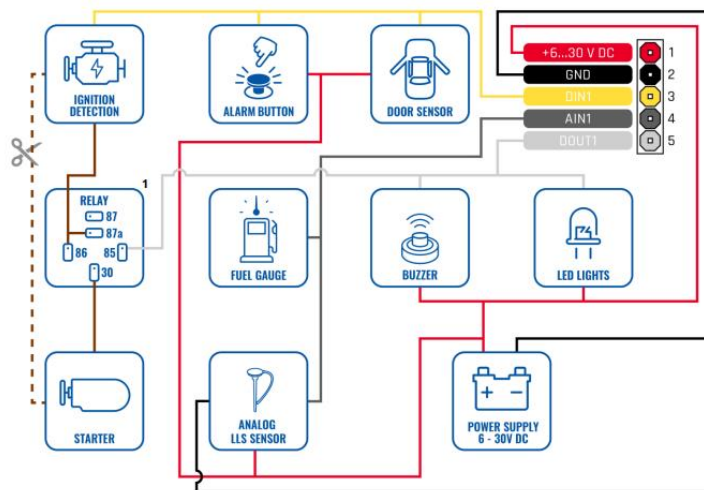 +6...30 V DC 1
GND 2
DIN1 3
AIN1 4
DOUT1 5
IGNITION
DETECTION
ALARM BUTTON
DOOR SENSOR
1
RELAY
87
87a
86 85
30
FUEL GAUGE
BUZZER
LED LIGHTS
STARTER
ANALOG
LLS SENSOR
POWER SUPPLY
6 - 30V DC